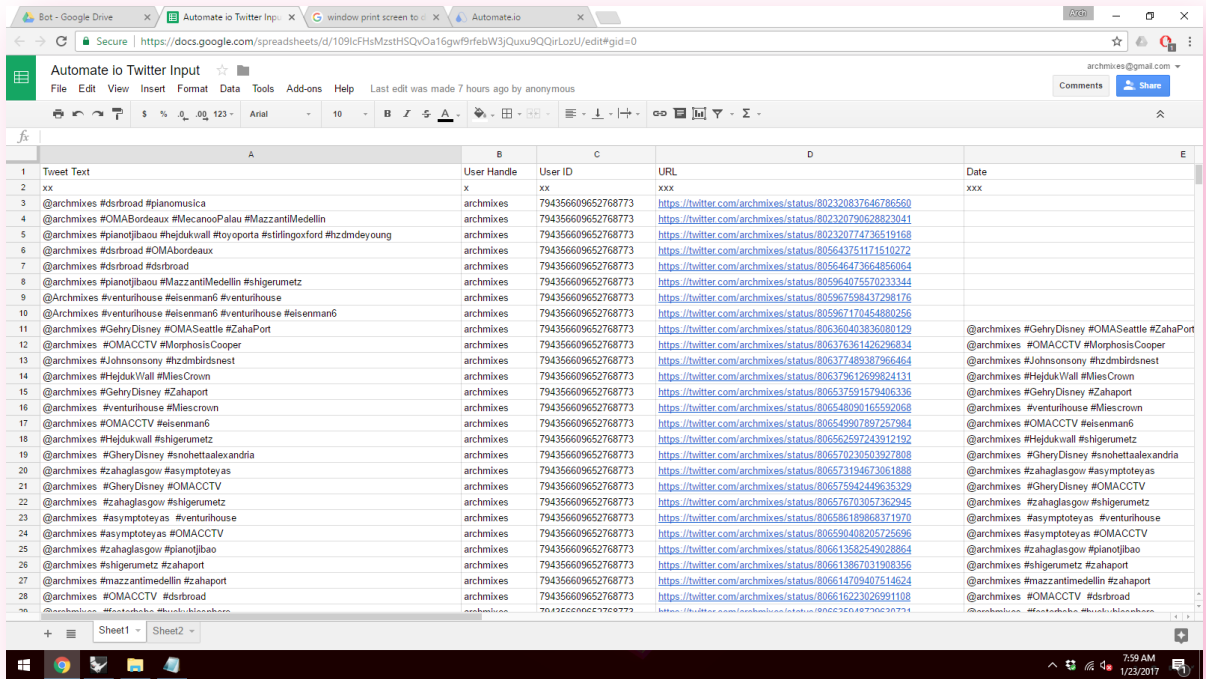 Bot - Google Drive Automate io Twitter Inpu window print screen to d Automate.io Arch
Secure https://docs.google.com/spreadsheets/d/109IcFHsMzstHSQvOa16gwf9rfebW3jQuxu9QQirLozU/edit#gid=0
Automate io Twitter Input archmixes@gmail.com
File Edit View Insert Format Data Tools Add-ons Help Last edit was made 7 hours ago by anonymous Comments Share
$ % .0 .00 123 Arial 10 B I S A
fx
A B C D E
1 Tweet Text User Handle User ID URL Date
2 xx x xx xxx xxx
3 @archmixes #dsrbroad #pianomusica archmixes 794356609652768773 https://twitter.com/archmixes/status/802320837646786560
4 @archmixes #OMABordeaux #MecanooPalau #MazzantiMedellin archmixes 794356609652768773 https://twitter.com/archmixes/status/802320790628823041
5 @archmixes #pianotjibaou #hejdukwall #toyoporta #stirlingoxford #hzdmdeyoung archmixes 794356609652768773 https://twitter.com/archmixes/status/802320774736519168
6 @archmixes #dsrbroad #OMAbordeaux archmixes 794356609652768773 https://twitter.com/archmixes/status/805643751171510272
7 @archmixes #dsrbroad #dsrbroad archmixes 794356609652768773 https://twitter.com/archmixes/status/805646473664856064
8 @archmixes #pianotjibaou #MazzantiMedellin #shigerumetz archmixes 794356609652768773 https://twitter.com/archmixes/status/805964075570233344
9 @Archmixes #venturihouse #eisenman6 #venturihouse archmixes 794356609652768773 https://twitter.com/archmixes/status/805967598437298176
10 @Archmixes #venturihouse #eisenman6 #venturihouse #eisenman6 archmixes 794356609652768773 https://twitter.com/archmixes/status/805967170454880256
11 @archmixes #GehryDisney #OMASeattle #ZahaPort archmixes 794356609652768773 https://twitter.com/archmixes/status/806360403836080129 @archmixes #GehryDisney #OMASeattle #ZahaPort
12 @archmixes #OMACCTV #MorphosisCooper archmixes 794356609652768773 https://twitter.com/archmixes/status/806376361426296834 @archmixes #OMACCTV #MorphosisCooper
13 @archmixes #Johnsonsony #hzdmbirdsnest archmixes 794356609652768773 https://twitter.com/archmixes/status/806377489387966464 @archmixes #Johnsonsony #hzdmbirdsnest
14 @archmixes #HejdukWall #MiesCrown archmixes 794356609652768773 https://twitter.com/archmixes/status/806379612699824131 @archmixes #HejdukWall #MiesCrown
15 @archmixes #GehryDisney #Zahaport archmixes 794356609652768773 https://twitter.com/archmixes/status/806537591579406336 @archmixes #GehryDisney #Zahaport
16 @archmixes #venturihouse #Miescrown archmixes 794356609652768773 https://twitter.com/archmixes/status/806548090165592068 @archmixes #venturihouse #Miescrown
17 @archmixes #OMACCTV #eisenman6 archmixes 794356609652768773 https://twitter.com/archmixes/status/806549907897257984 @archmixes #OMACCTV #eisenman6
18 @archmixes #Hejdukwall #shigerumetz archmixes 794356609652768773 https://twitter.com/archmixes/status/806562597243912192 @archmixes #Hejdukwall #shigerumetz
19 @archmixes #GheryDisney #snohettaalexandria archmixes 794356609652768773 https://twitter.com/archmixes/status/806570230503927808 @archmixes #GheryDisney #snohettaalexandria
20 @archmixes #zahaglasgow #asymptoteyas archmixes 794356609652768773 https://twitter.com/archmixes/status/806573194673061888 @archmixes #zahaglasgow #asymptoteyas
21 @archmixes #GheryDisney #OMACCTV archmixes 794356609652768773 https://twitter.com/archmixes/status/806575942449635329 @archmixes #GheryDisney #OMACCTV
22 @archmixes #zahaglasgow #shigerumetz archmixes 794356609652768773 https://twitter.com/archmixes/status/806576703057362945 @archmixes #zahaglasgow #shigerumetz
23 @archmixes #asymptoteyas #venturihouse archmixes 794356609652768773 https://twitter.com/archmixes/status/806586189868371970 @archmixes #asymptoteyas #venturihouse
24 @archmixes #asymptoteyas #OMACCTV archmixes 794356609652768773 https://twitter.com/archmixes/status/806590408205725696 @archmixes #asymptoteyas #OMACCTV
25 @archmixes #zahaglasgow #pianotjibao archmixes 794356609652768773 https://twitter.com/archmixes/status/806613582549028864 @archmixes #zahaglasgow #pianotjibao
26 @archmixes #shigerumetz #zahaport archmixes 794356609652768773 https://twitter.com/archmixes/status/806613867031908356 @archmixes #shigerumetz #zahaport
27 @archmixes #mazzantimedellin #zahaport archmixes 794356609652768773 https://twitter.com/archmixes/status/806614709407514624 @archmixes #mazzantimedellin #zahaport
28 @archmixes #OMACCTV #dsrbroad archmixes 794356609652768773 https://twitter.com/archmixes/status/806616223026991108 @archmixes #OMACCTV #dsrbroad
Sheet1 Sheet2
7:59 AM
1/23/2017